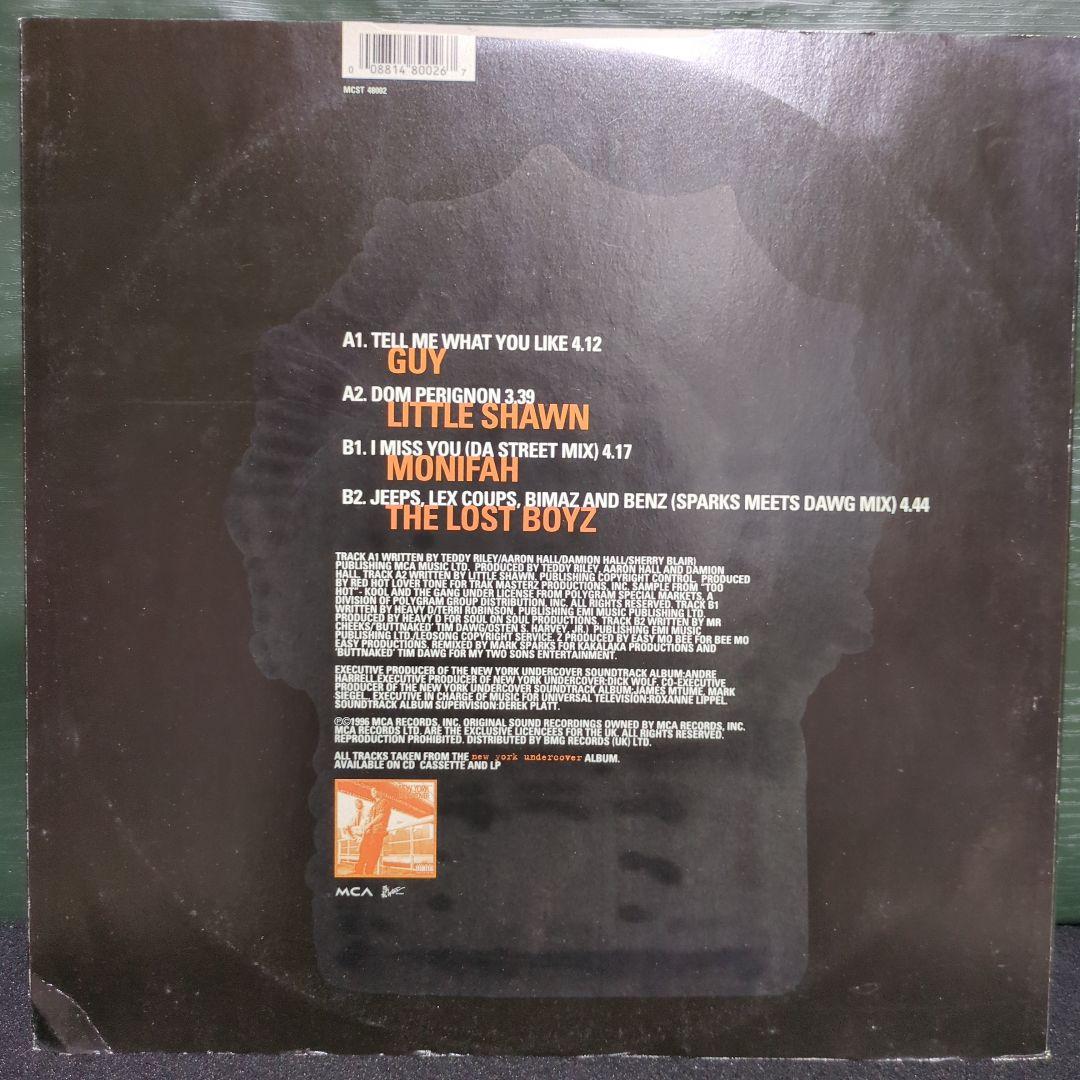 0 08814 80026 7
MCST 48002
A1. TELL ME WHAT YOU LIKE 4.12
GUY
A2. DOM PERIGNON 3.39
LITTLE SHAWN
B1. I MISS YOU (DA STREET MIX) 4.17
MONIFAH
B2. JEEPS, LEX COUPS, BIMAZ AND BENZ (SPARKS MEETS DAWG MIX) 4.44
THE LOST BOYZ
TRACK A1 WRITTEN BY TEDDY RILEY/AARON HALL/DAMION HALL/SHERRY BLAIR)
PUBLISHING MCA MUSIC LTD. PRODUCED BY TEDDY RILEY, AARON HALL AND DAMION
HALL. TRACK A2 WRITTEN BY LITTLE SHAWN. PUBLISHING COPYRIGHT CONTROL. PRODUCED
BY RED HOT LOVER TONE FOR TRAK MASTERZ PRODUCTIONS, INC. SAMPLE FROM "TOO
HOT"- KOOL AND THE GANG UNDER LICENSE FROM POLYGRAM SPECIAL MARKETS, A
DIVISION OF POLYGRAM GROUP DISTRIBUTION, INC. ALL RIGHTS RESERVED. TRACK B1
WRITTEN BY HEAVY D/TERRI ROBINSON. PUBLISHING EMI MUSIC PUBLISHING LTD.
PRODUCED BY HEAVY D FOR SOUL ON SOUL PRODUCTIONS. TRACK B2 WRITTEN BY MR
CHEEKS/'BUTTNAKED' TIM DAWG/OSTEN S. HARVEY JR.) PUBLISHING EMI MUSIC
PUBLISHING LTD./LEOSONG COPYRIGHT SERVICE. 2 PRODUCED BY EASY MO BEE FOR BEE MO
EASY PRODUCTIONS. REMIXED BY MARK SPARKS FOR KAKALAKA PRODUCTIONS AND
'BUTTNAKED' TIM DAWG FOR MY TWO SONS ENTERTAINMENT.
EXECUTIVE PRODUCER OF THE NEW YORK UNDERCOVER SOUNDTRACK ALBUM:ANDRE
HARRELL.EXECUTIVE PRODUCER OF NEW YORK UNDERCOVER:DICK WOLF. CO-EXECUTIVE
PRODUCER OF THE NEW YORK UNDERCOVER SOUNDTRACK ALBUM:JAMES MTUME, MARK
SIEGEL. EXECUTIVE IN CHARGE OF MUSIC FOR UNIVERSAL TELEVISION:ROXANNE LIPPEL.
SOUNDTRACK ALBUM SUPERVISION:DEREK PLATT.
℗©1996 MCA RECORDS, INC. ORIGINAL SOUND RECORDINGS OWNED BY MCA RECORDS, INC.
MCA RECORDS LTD. ARE THE EXCLUSIVE LICENCEES FOR THE UK. ALL RIGHTS RESERVED.
REPRODUCTION PROHIBITED. DISTRIBUTED BY BMG RECORDS (UK) LTD.
ALL TRACKS TAKEN FROM THE new york undercover ALBUM.
AVAILABLE ON CD CASSETTE AND LP
MCA